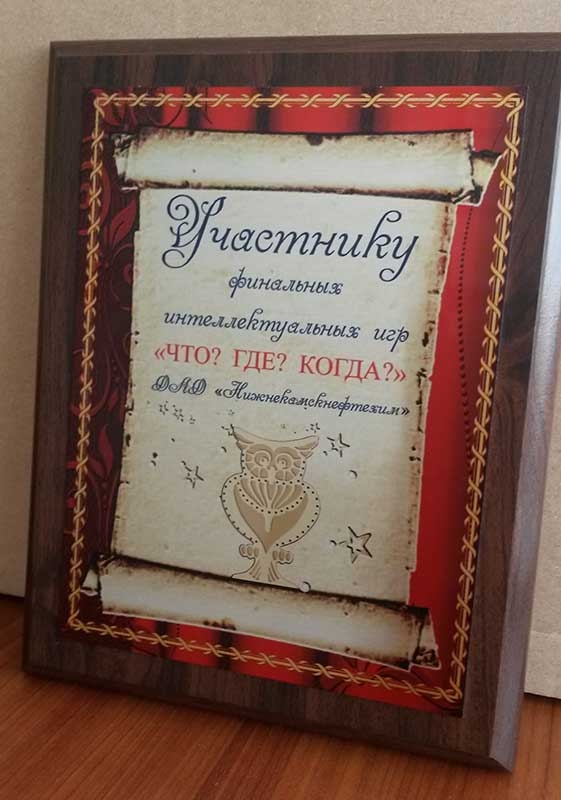 Участнику
финальных
интеллектуальных игр
«ЧТО? ГДЕ? КОГДА?»
ОАО «Нижнекамскнефтехим»